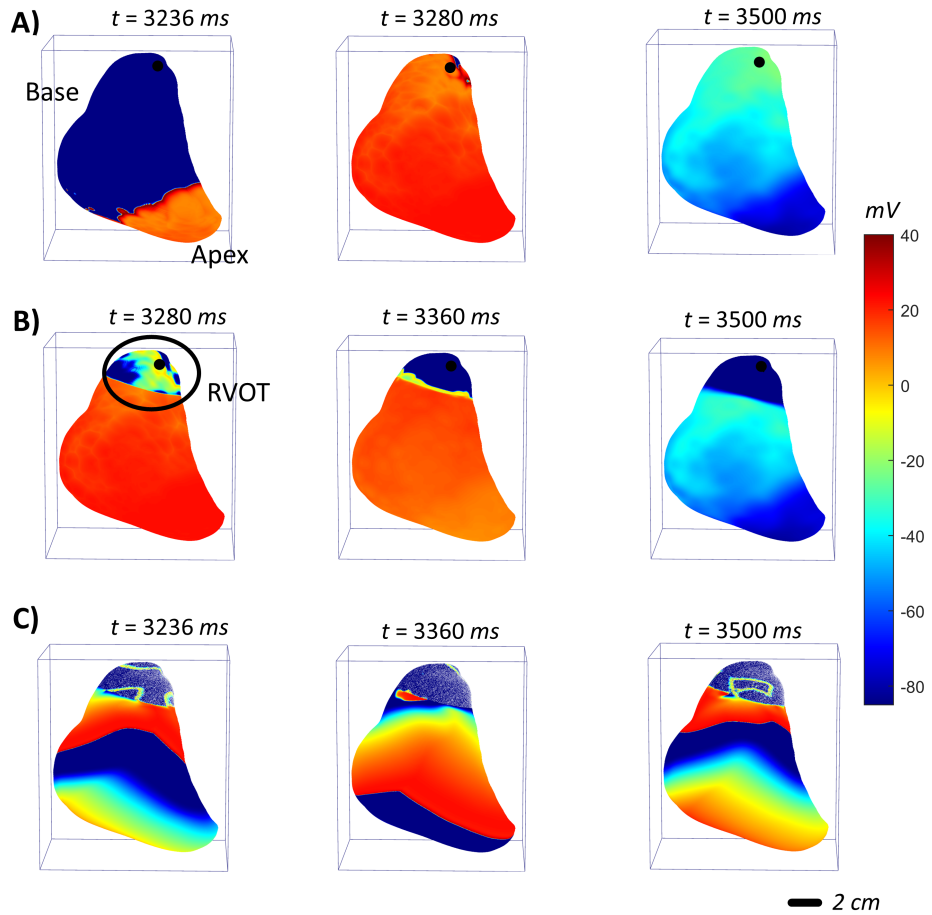 A)
t = 3236 ms
t = 3280 ms
t = 3500 ms
Base
Apex
mV
40
20
0
-20
-40
-60
-80
B)
t = 3280 ms
t = 3360 ms
t = 3500 ms
RVOT
C)
t = 3236 ms
t = 3360 ms
t = 3500 ms
2 cm